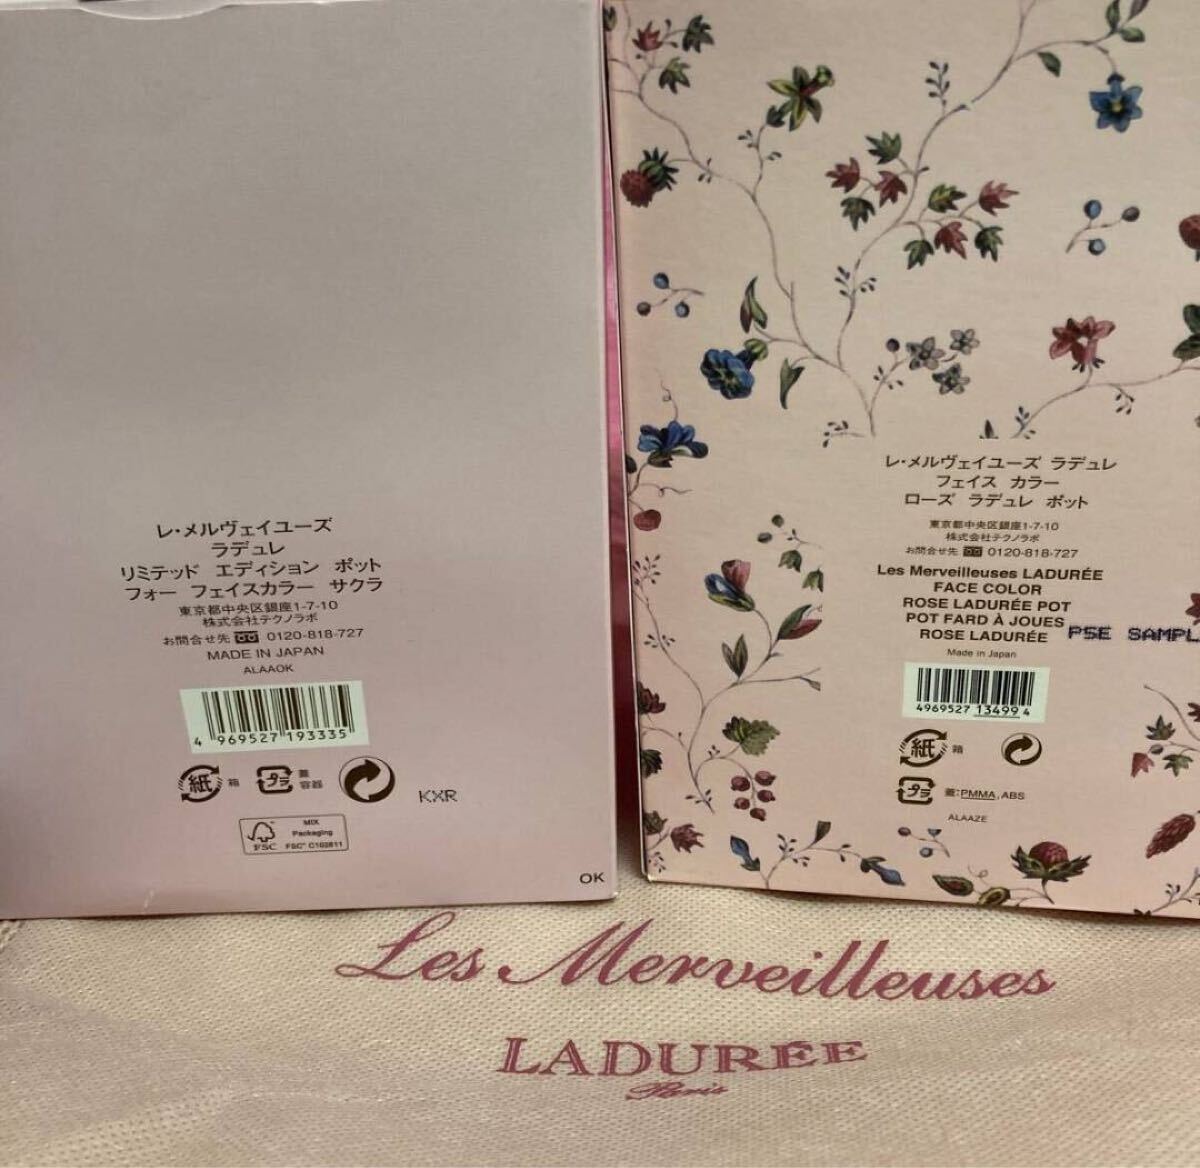 レ・メルヴェイユーズ
ラデュレ
リミテッド エディション ポット
フォー フェイスカラー サクラ
東京都中央区銀座1-7-10
株式会社テクノラボ
お問合せ先 0120-818-727
MADE IN JAPAN
ALAAOK
4 969527 193335
紙 箱
プラ 蓋
容器
KXR
FSC
MIX
Packaging
FSC® C102811
OK
レ・メルヴェイユーズ ラデュレ
フェイス カラー
ローズ ラデュレ ポット
東京都中央区銀座1-7-10
株式会社テクノラボ
お問合せ先 0120-818-727
Les Merveilleuses LADURÉE
FACE COLOR
ROSE LADURÉE POT
POT FARD À JOUES
ROSE LADURÉE
PSE SAMPL
Made in Japan
4969527 134994
紙 箱
プラ 蓋:PMMA, ABS
ALAAZE
Les Merveilleuses
LADURÉE
Paris